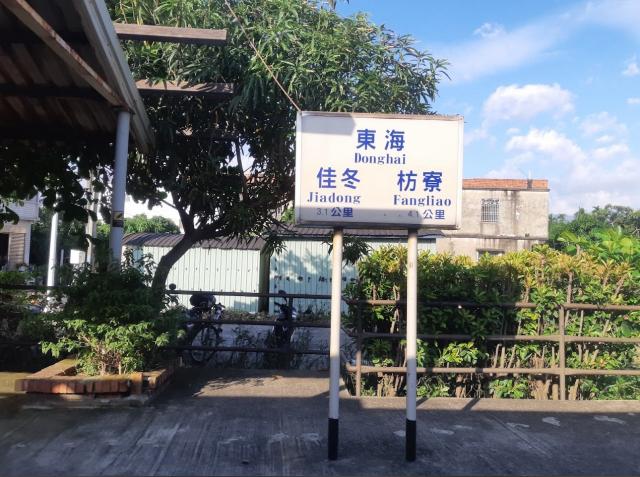 東海
Donghai
佳冬 枋寮
Jiadong Fangliao
3.1公里 4.1公里